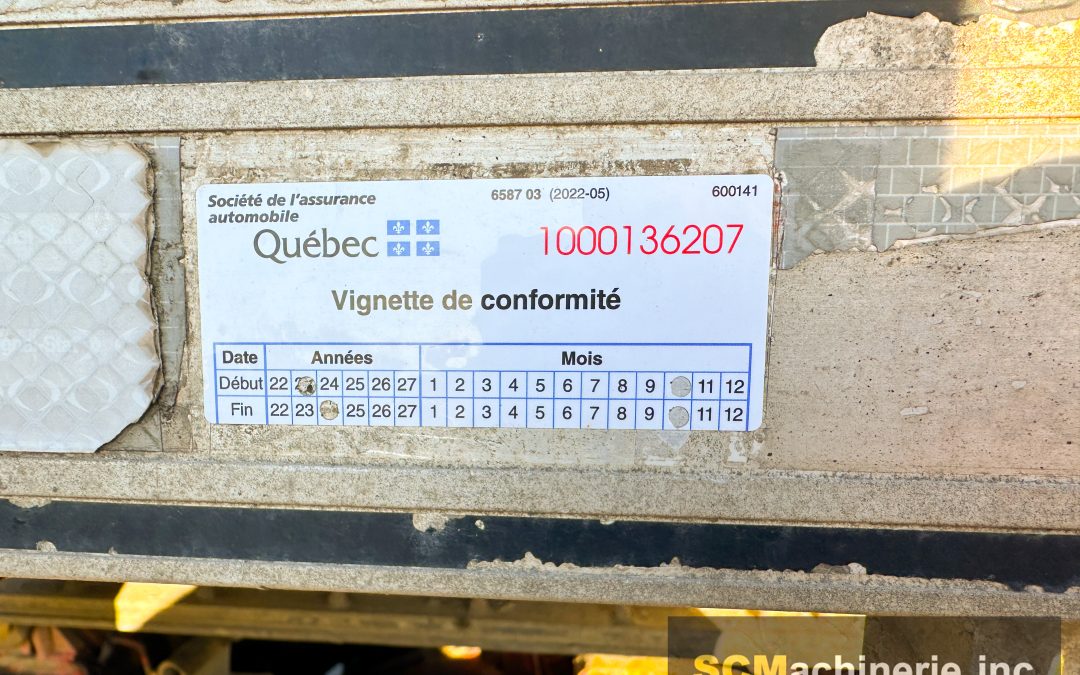 Société de l'assurance
automobile
Québec
6587 03 (2022-05)
600141
1000136207
Vignette de conformité
Date Années Mois
Début 22 24 25 26 27 1 2 3 4 5 6 7 8 9 11 12
Fin 22 23 25 26 27 1 2 3 4 5 6 7 8 9 11 12
SCMachinerie inc